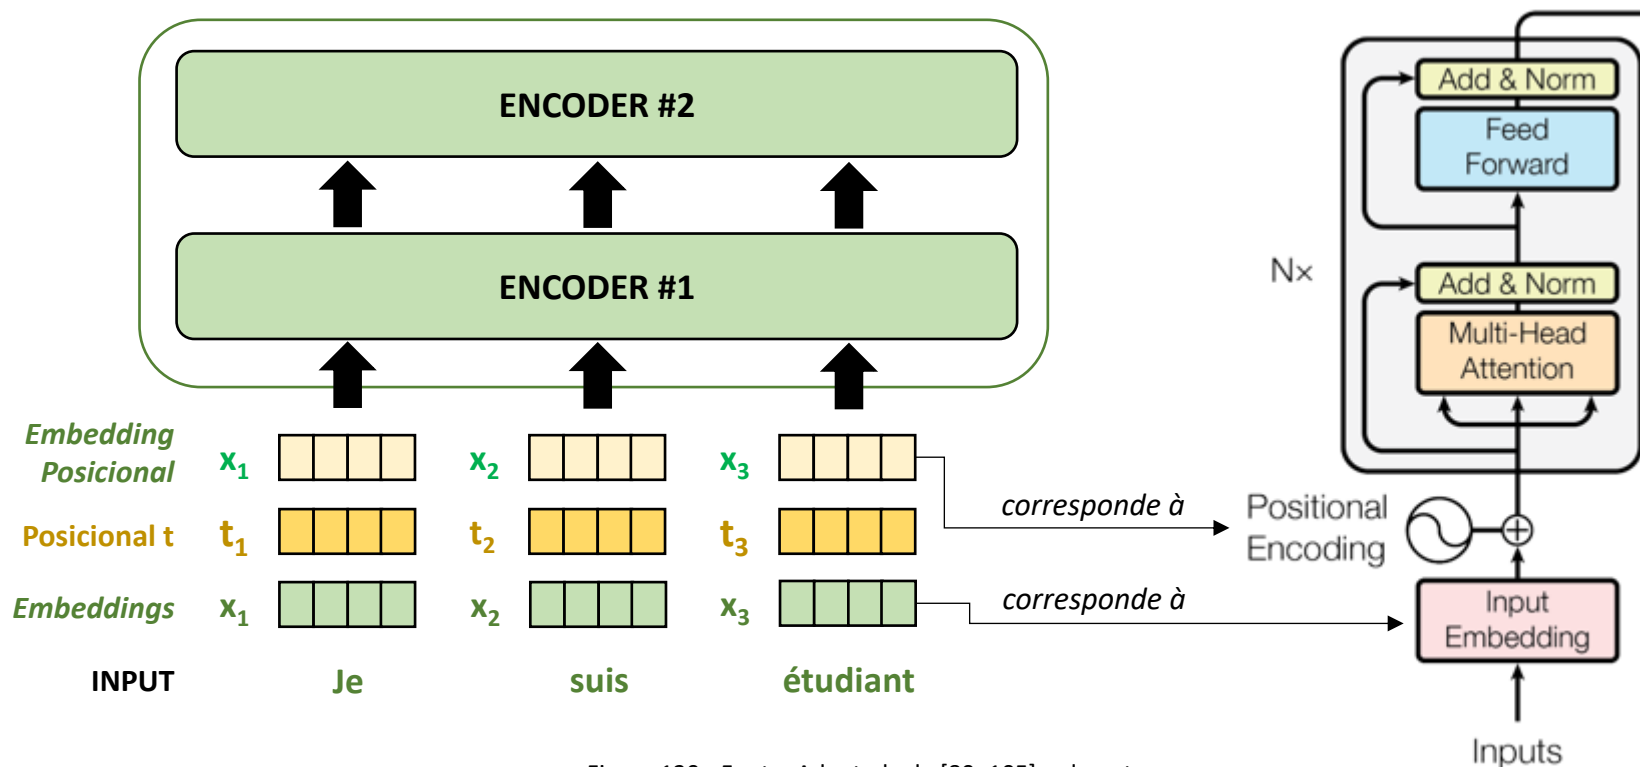 ENCODER #2
ENCODER #1
Embedding
Posicional
x1
x2
x3
Posicional t
t1
t2
t3
Embeddings
x1
x2
x3
INPUT
Je
suis
étudiant
corresponde à
corresponde à
Add & Norm
Feed
Forward
Nx
Add & Norm
Multi-Head
Attention
Positional
Encoding
Input
Embedding
Inputs